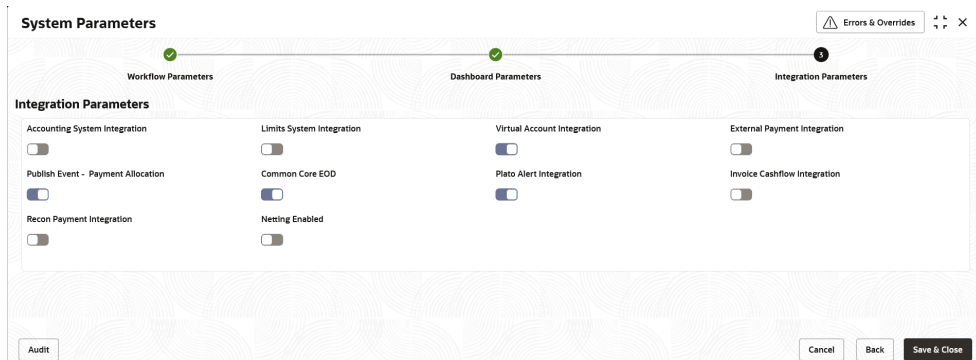 System Parameters
Errors & Overrides
3
Workflow Parameters
Dashboard Parameters
Integration Parameters
Integration Parameters
Accounting System Integration
Limits System Integration
Virtual Account Integration
External Payment Integration
Publish Event - Payment Allocation
Common Core EOD
Plato Alert Integration
Invoice Cashflow Integration
Recon Payment Integration
Netting Enabled
Audit
Cancel
Back
Save & Close